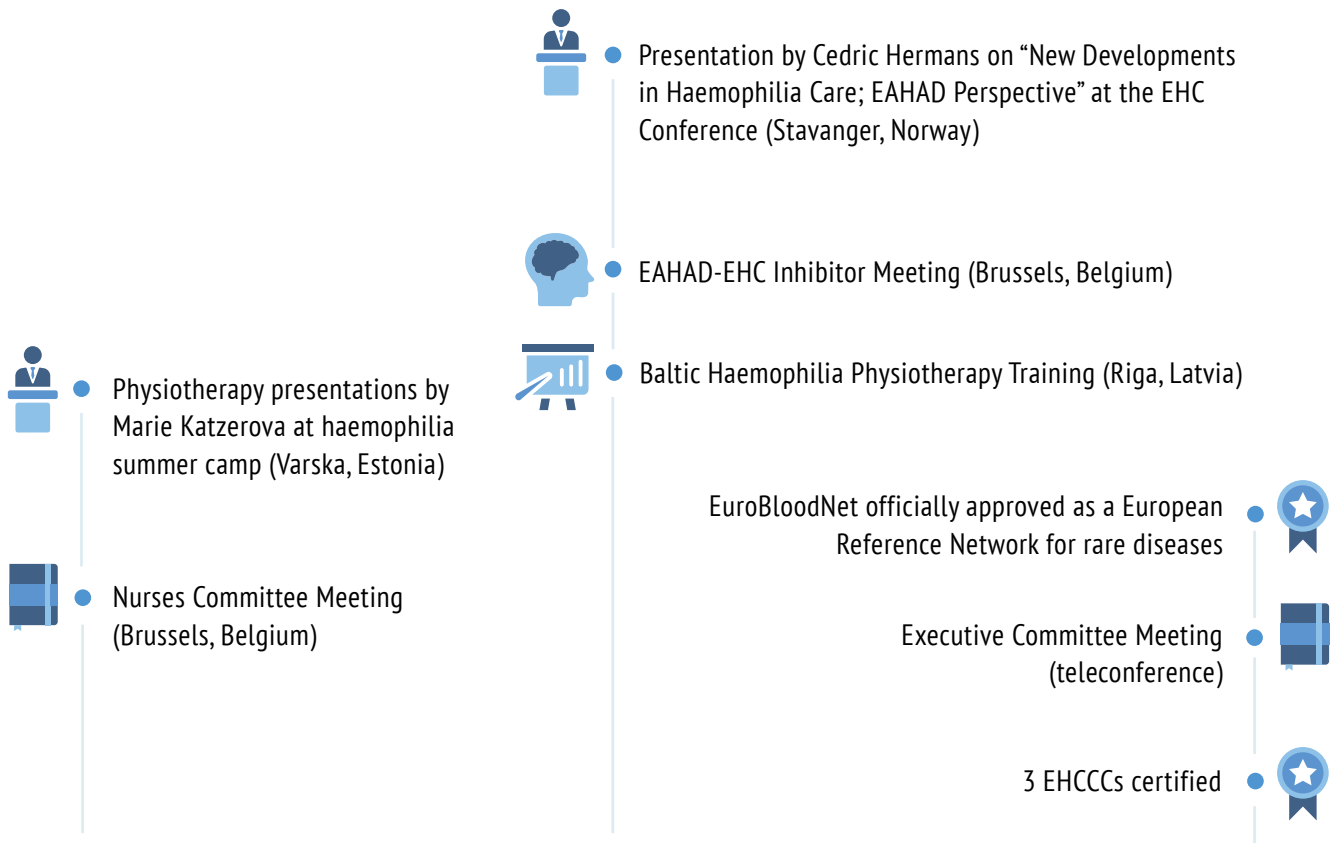 Presentation by Cedric Hermans on “New Developments
in Haemophilia Care; EAHAD Perspective” at the EHC
Conference (Stavanger, Norway)
EAHAD-EHC Inhibitor Meeting (Brussels, Belgium)
Baltic Haemophilia Physiotherapy Training (Riga, Latvia)
Physiotherapy presentations by
Marie Katzerova at haemophilia
summer camp (Varska, Estonia)
Nurses Committee Meeting
(Brussels, Belgium)
EuroBloodNet officially approved as a European
Reference Network for rare diseases
Executive Committee Meeting
(teleconference)
3 EHCCCs certified